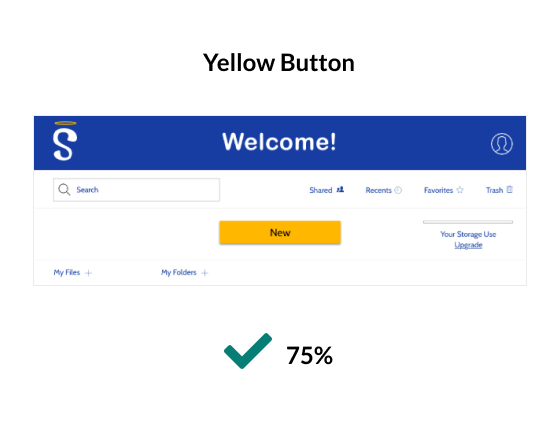 Yellow Button
S
Welcome!
Search
Shared
Recents
Favorites
Trash
New
Your Storage Use
Upgrade
My Files +
My Folders +
75%